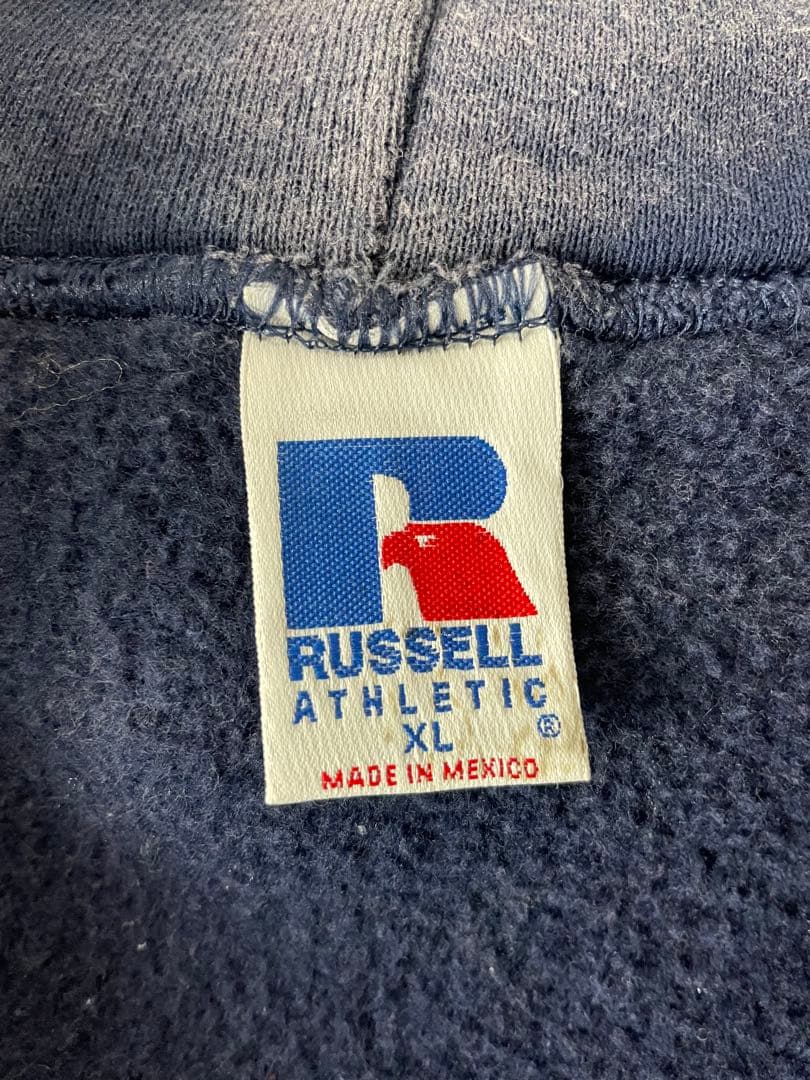 R
RUSSELL
ATHLETIC
XL ®
MADE IN MEXICO